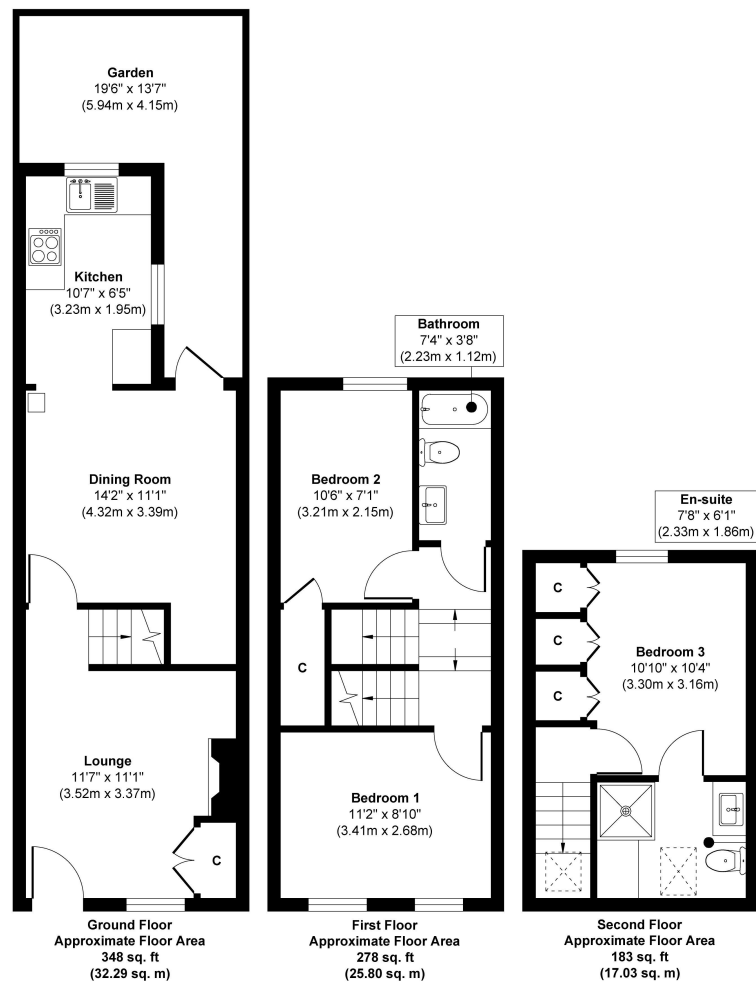 Garden
19'6" x 13'7"
(5.94m x 4.15m)
Kitchen
10'7" x 6'5"
(3.23m x 1.95m)
Dining Room
14'2" x 11'1"
(4.32m x 3.39m)
Lounge
11'7" x 11'1"
(3.52m x 3.37m)
C
Ground Floor
Approximate Floor Area
348 sq. ft
(32.29 sq. m)
Bathroom
7'4" x 3'8"
(2.23m x 1.12m)
Bedroom 2
10'6" x 7'1"
(3.21m x 2.15m)
C
Bedroom 1
11'2" x 8'10"
(3.41m x 2.68m)
First Floor
Approximate Floor Area
278 sq. ft
(25.80 sq. m)
En-suite
7'8" x 6'1"
(2.33m x 1.86m)
C
C
C
Bedroom 3
10'10" x 10'4"
(3.30m x 3.16m)
Second Floor
Approximate Floor Area
183 sq. ft
(17.03 sq. m)